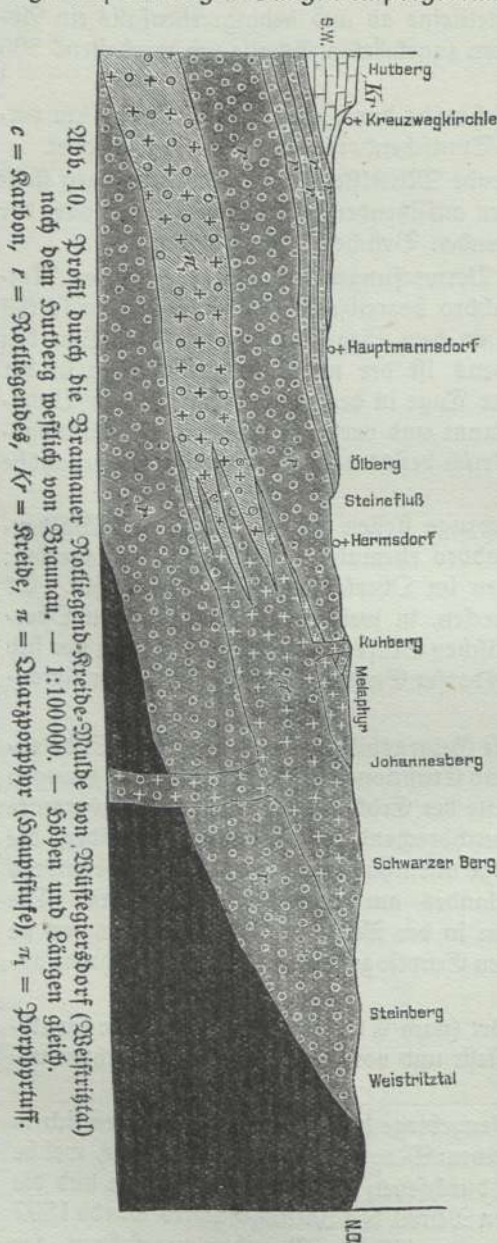 S.W.
Hutberg
Kr
Kreuzwegkirchle
Hauptmannsdorf
Ölberg
Steinefluß
Hermsdorf
Kuhberg
Melaphyr
Johannesberg
Schwarzer Berg
Steinberg
Weistritztal
N.O
r
r
r
r
π₁
r
r
r
Abb. 10. Profil durch die Braunauer Rotliegend-Kreide-Mulde von Wüstegiersdorf (Weistritztal)
nach dem Hutberg westlich von Braunau. — 1:100000. — Höhen und Längen gleich.
c = Karbon, r = Rotliegendes, Kr = Kreide, π = Quarzporphyr (Hauptstufe), π₁ = Porphyrtuff.